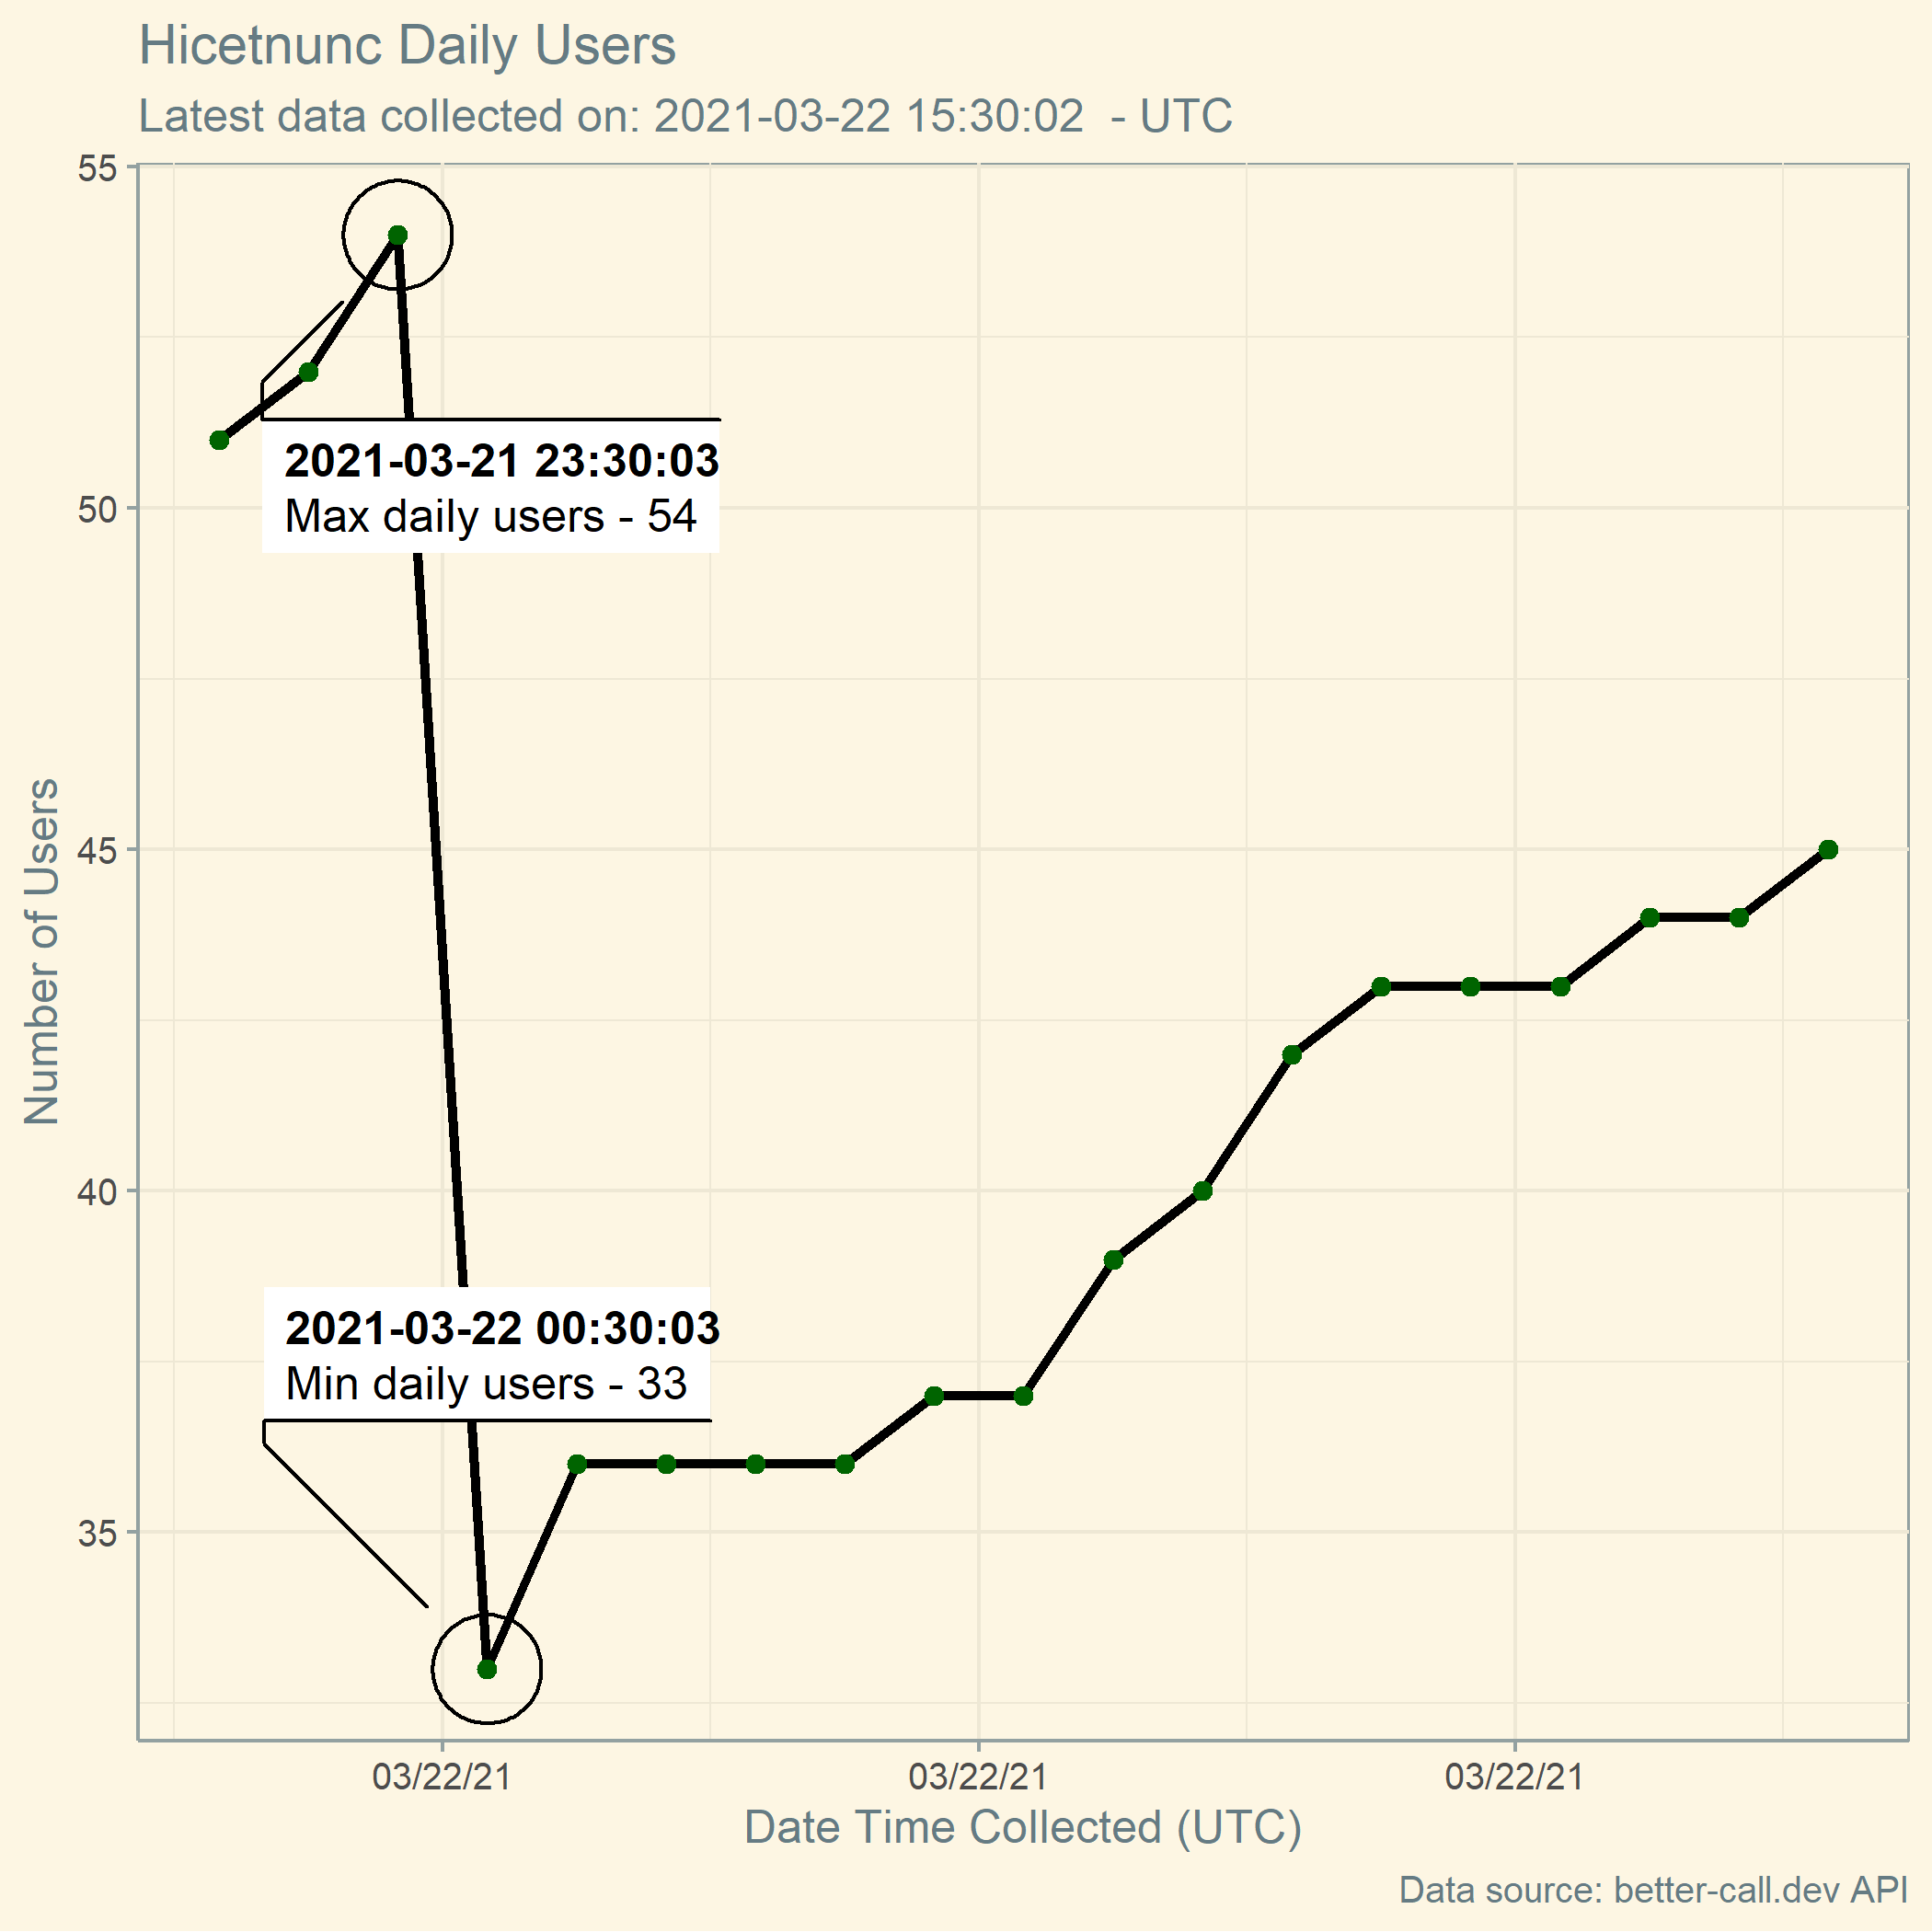 Hicetnunc Daily Users
Latest data collected on: 2021-03-22 15:30:02  - UTC
55
50
45
40
35
Number of Users
2021-03-21 23:30:03
Max daily users - 54
2021-03-22 00:30:03
Min daily users - 33
03/22/21 03/22/21 03/22/21
Date Time Collected (UTC)
Data source: better-call.dev API